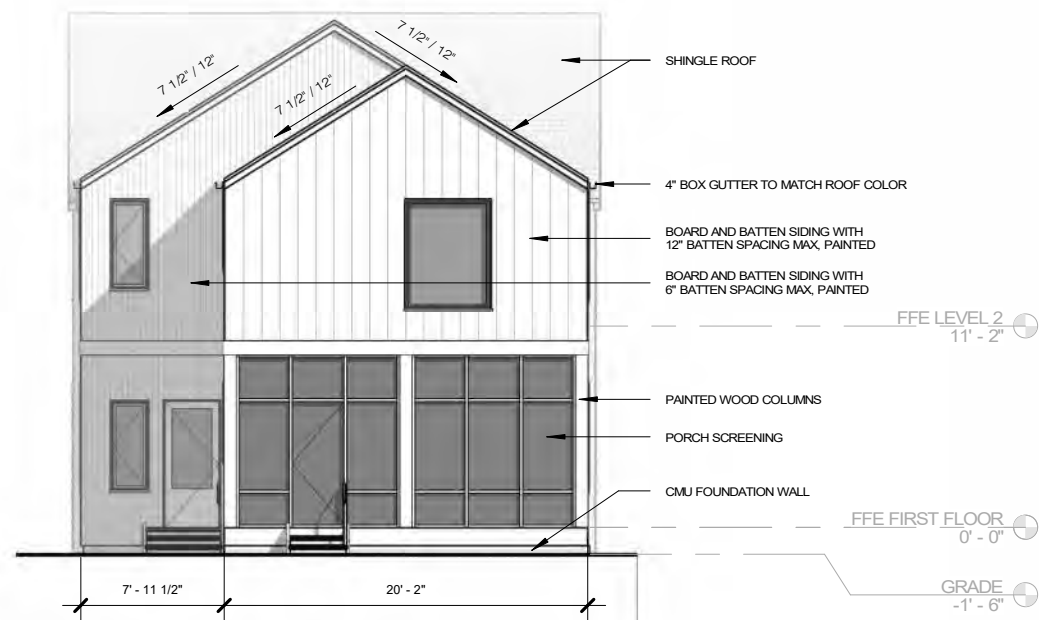 7 1/2" / 12"
7 1/2" / 12"
7 1/2" / 12"
SHINGLE ROOF
4" BOX GUTTER TO MATCH ROOF COLOR
BOARD AND BATTEN SIDING WITH
12" BATTEN SPACING MAX, PAINTED
BOARD AND BATTEN SIDING WITH
6" BATTEN SPACING MAX, PAINTED
FFE LEVEL 2
11' - 2"
PAINTED WOOD COLUMNS
PORCH SCREENING
CMU FOUNDATION WALL
FFE FIRST FLOOR
0' - 0"
GRADE
-1' - 6"
7' - 11 1/2"
20' - 2"